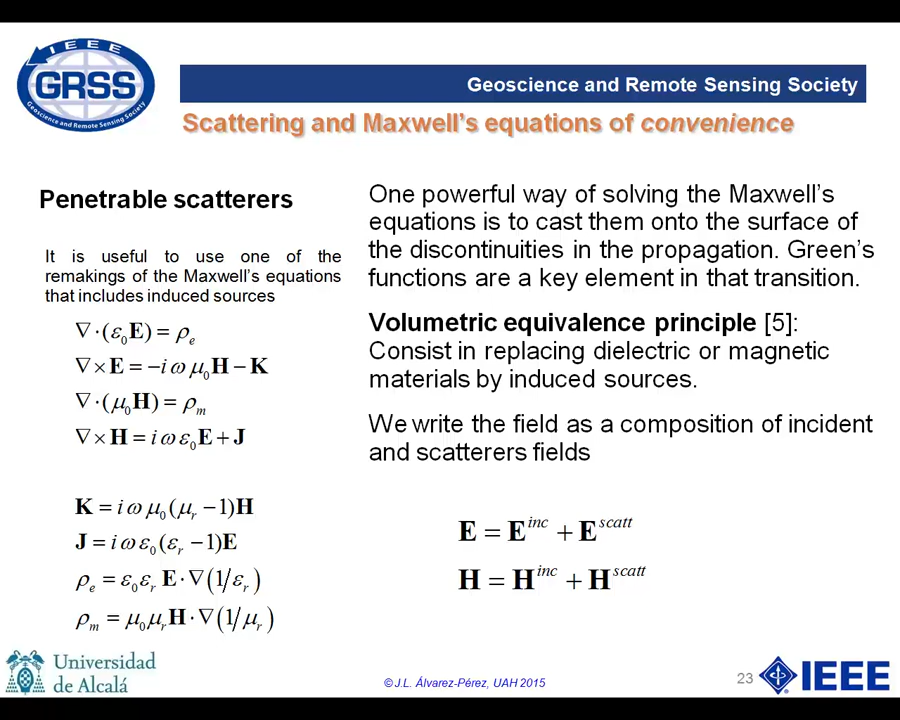 IEEE
GRSS
Geoscience and Remote Sensing Society
Geoscience and Remote Sensing Society
Scattering and Maxwell's equations of convenience
Penetrable scatterers
It is useful to use one of the
remakings of the Maxwell's equations
that includes induced sources
∇·(ε₀E) = ρₑ
∇×E = −iωμ₀H − K
∇·(μ₀H) = ρₘ
∇×H = iωε₀E + J
K = iωμ₀(μᵣ −1)H
J = iωε₀(εᵣ −1)E
ρₑ = ε₀εᵣ E·∇(1/εᵣ)
ρₘ = μ₀μᵣH·∇(1/μᵣ)
One powerful way of solving the Maxwell's
equations is to cast them onto the surface of
the discontinuities in the propagation. Green's
functions are a key element in that transition.
Volumetric equivalence principle [5]:
Consist in replacing dielectric or magnetic
materials by induced sources.
We write the field as a composition of incident
and scatterers fields
E = E^inc + E^scatt
H = H^inc + H^scatt
Universidad
de Alcalá
© J.L. Álvarez-Pérez, UAH 2015
23
IEEE